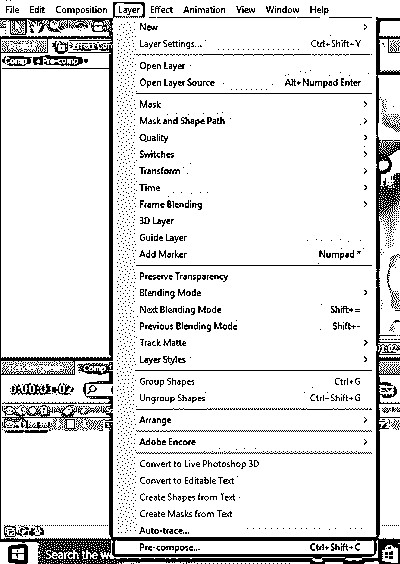 File Edit Composition Layer Effect Animation View Window Help
New
Layer Settings... Ctrl+Shift+Y
Open Layer
Open Layer Source Alt+Numpad Enter
Mask
Mask and Shape Path
Quality
Switches
Transform
Time
Frame Blending
3D Layer
Guide Layer
Add Marker Numpad *
Preserve Transparency
Blending Mode
Next Blending Mode Shift+=
Previous Blending Mode Shift+-
Track Matte
Layer Styles
Group Shapes Ctrl+G
Ungroup Shapes Ctrl+Shift+G
Arrange
Adobe Encore
Convert to Live Photoshop 3D
Convert to Editable Text
Create Shapes from Text
Create Masks from Text
Auto-trace...
Pre-compose... Ctrl+Shift+C
Comp 1 Pre-comp
0:00:01:02
Search the